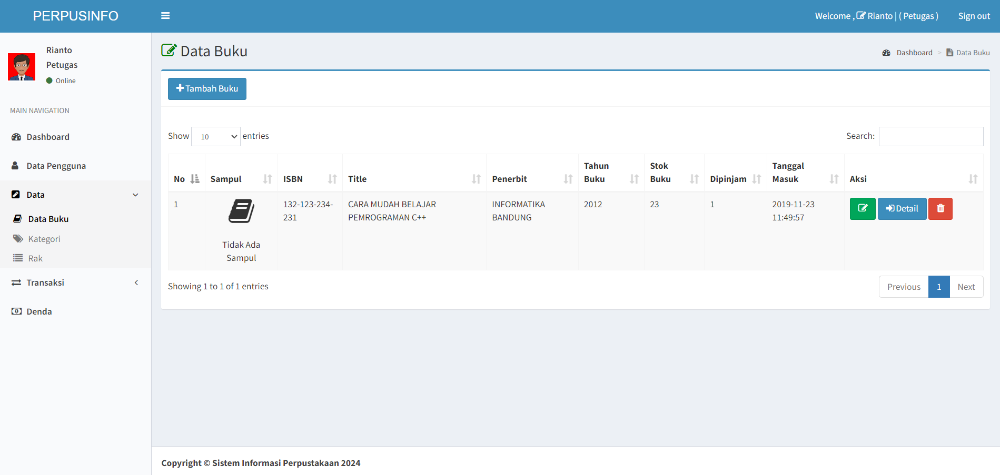 PERPUSINFO
Welcome , Rianto | ( Petugas )
Sign out
Rianto
Petugas
Online
MAIN NAVIGATION
Dashboard
Data Pengguna
Data
Data Buku
Kategori
Rak
Transaksi
Denda
Data Buku
Dashboard > Data Buku
Tambah Buku
Show 10 entries
Search:
No Sampul ISBN Title Penerbit Tahun Buku Stok Buku Dipinjam Tanggal Masuk Aksi
1 Tidak Ada Sampul 132-123-234-231 CARA MUDAH BELAJAR PEMROGRAMAN C++ INFORMATIKA BANDUNG 2012 23 1 2019-11-23 11:49:57 Detail
Showing 1 to 1 of 1 entries
Previous 1 Next
Copyright © Sistem Informasi Perpustakaan 2024